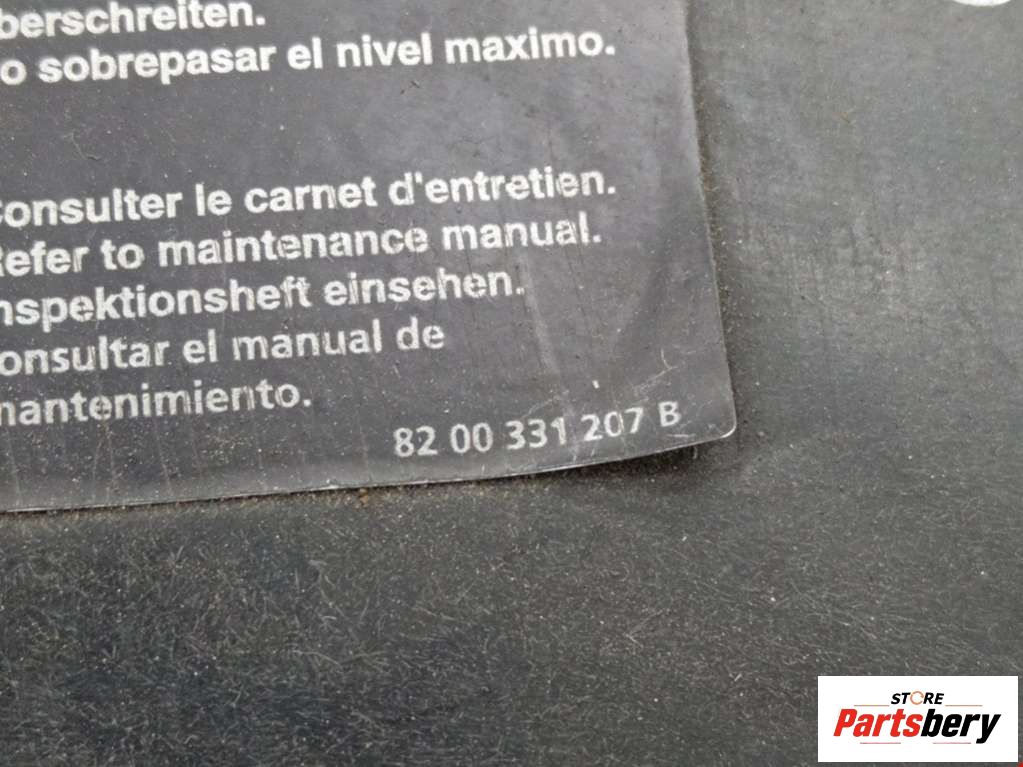 berschreiten.
o sobrepasar el nivel maximo.
Consulter le carnet d'entretien.
Refer to maintenance manual.
nspektionsheft einsehen.
onsultar el manual de
mantenimiento.
82 00 331 207 B
STORE
Partsbery